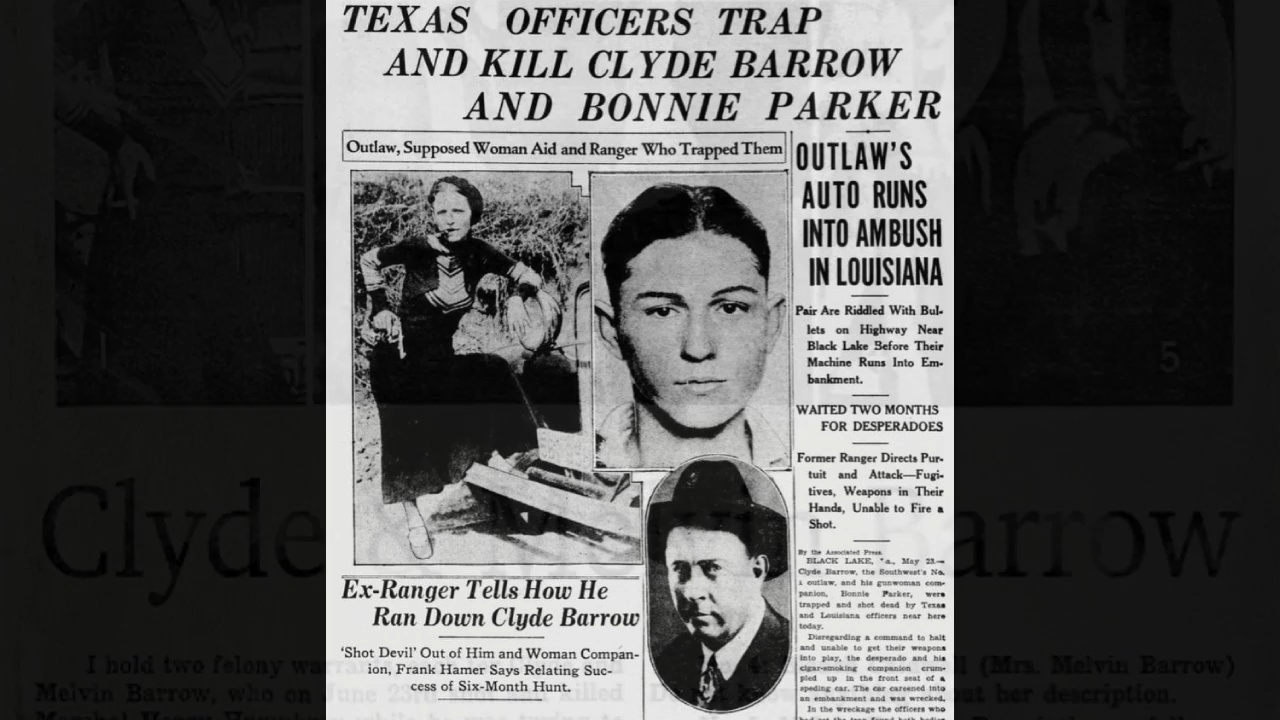 TEXAS OFFICERS TRAP
AND KILL CLYDE BARROW
AND BONNIE PARKER
Outlaw, Supposed Woman Aid and Ranger Who Trapped Them
OUTLAW'S
AUTO RUNS
INTO AMBUSH
IN LOUISIANA
Pair Are Riddled With Bul-
lets on Highway Near
Black Lake Before Their
Machine Runs Into Em-
bankment.
WAITED TWO MONTHS
FOR DESPERADOES
Former Ranger Directs Pur-
tuit and Attack—Fugi-
tives, Weapons in Their
Hands, Unable to Fire a
Shot.
By the Associated Press.
BLACK LAKE, May 23.—
Clyde Barrow, the Southwest's No.
1 outlaw, and his gunwoman com-
panion, Bonnie Parker, were
trapped and shot dead by Texas
and Louisiana officers near here
today.
Disregarding a command to halt
and unable to get their weapons
into play, the desperado and his
cigar-smoking companion crum-
pled up in the front seat of a
speding car. The car careened into
an embankment and was wrecked.
In the wreckage the officers who
Ex-Ranger Tells How He
Ran Down Clyde Barrow
'Shot Devil' Out of Him and Woman Compan-
ion, Frank Hamer Says Relating Suc-
cess of Six-Month Hunt.
5
Clyde Barrow
I hold two felony warrants
Melvin Barrow, who on June 23rd killed
(Mrs. Melvin Barrow)
her description.